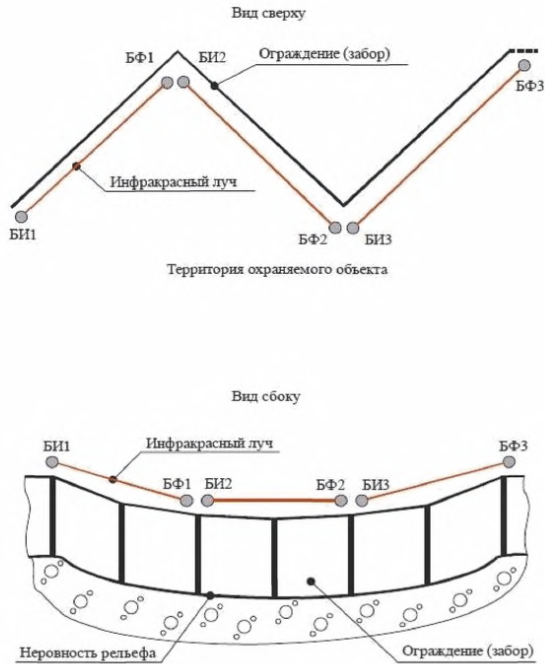 Вид сверху
БФ1
БИ2
Ограждение (забор)
БФ3
Инфракрасный луч
БИ1
БФ2
БИ3
Территория охраняемого объекта
Вид сбоку
БИ1
Инфракрасный луч
БФ1
БИ2
БФ2
БИ3
БФ3
Неровность рельефа
Ограждение (забор)